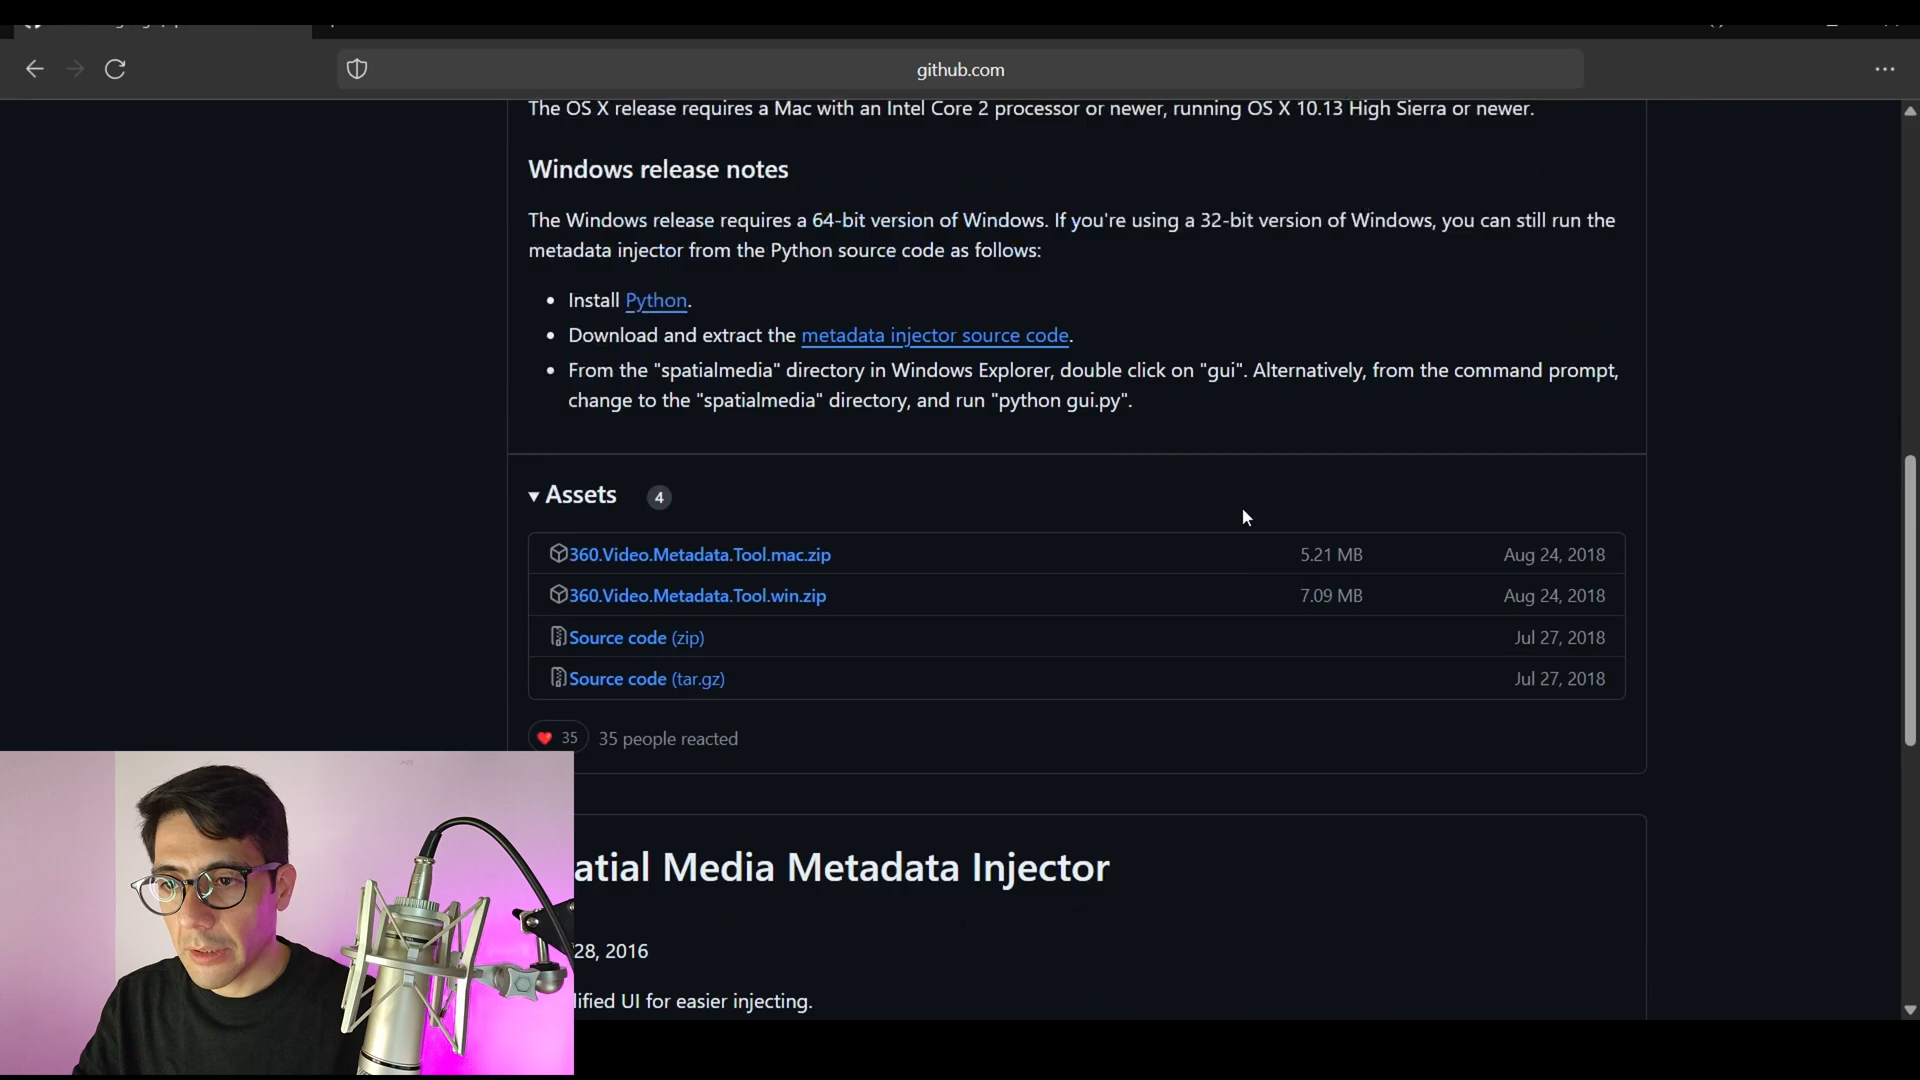 github.com
The OS X release requires a Mac with an Intel Core 2 processor or newer, running OS X 10.13 High Sierra or newer.
Windows release notes
The Windows release requires a 64-bit version of Windows. If you're using a 32-bit version of Windows, you can still run the
metadata injector from the Python source code as follows:
Install Python.
Download and extract the metadata injector source code.
From the "spatialmedia" directory in Windows Explorer, double click on "gui". Alternatively, from the command prompt,
change to the "spatialmedia" directory, and run "python gui.py".
Assets 4
360.Video.Metadata.Tool.mac.zip 5.21 MB Aug 24, 2018
360.Video.Metadata.Tool.win.zip 7.09 MB Aug 24, 2018
Source code (zip) Jul 27, 2018
Source code (tar.gz) Jul 27, 2018
35 35 people reacted
atial Media Metadata Injector
28, 2016
lified UI for easier injecting.